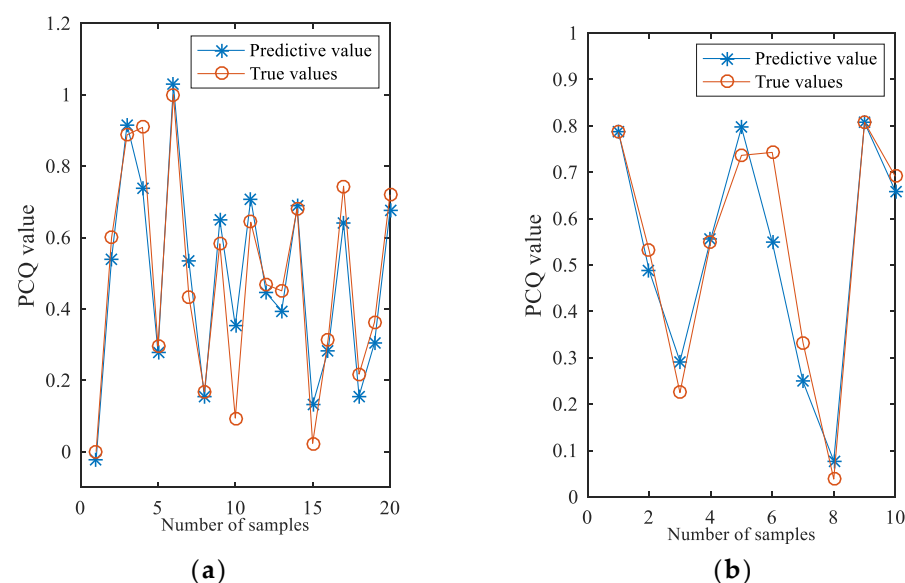 1.2
1
0.8
0.6
0.4
0.2
0
PCQ value
Predictive value
True values
0
5
10
15
20
Number of samples
(a)
1
0.9
0.8
0.7
0.6
0.5
0.4
0.3
0.2
0.1
0
PCQ value
Predictive value
True values
0
2
4
6
8
10
Number of samples
(b)